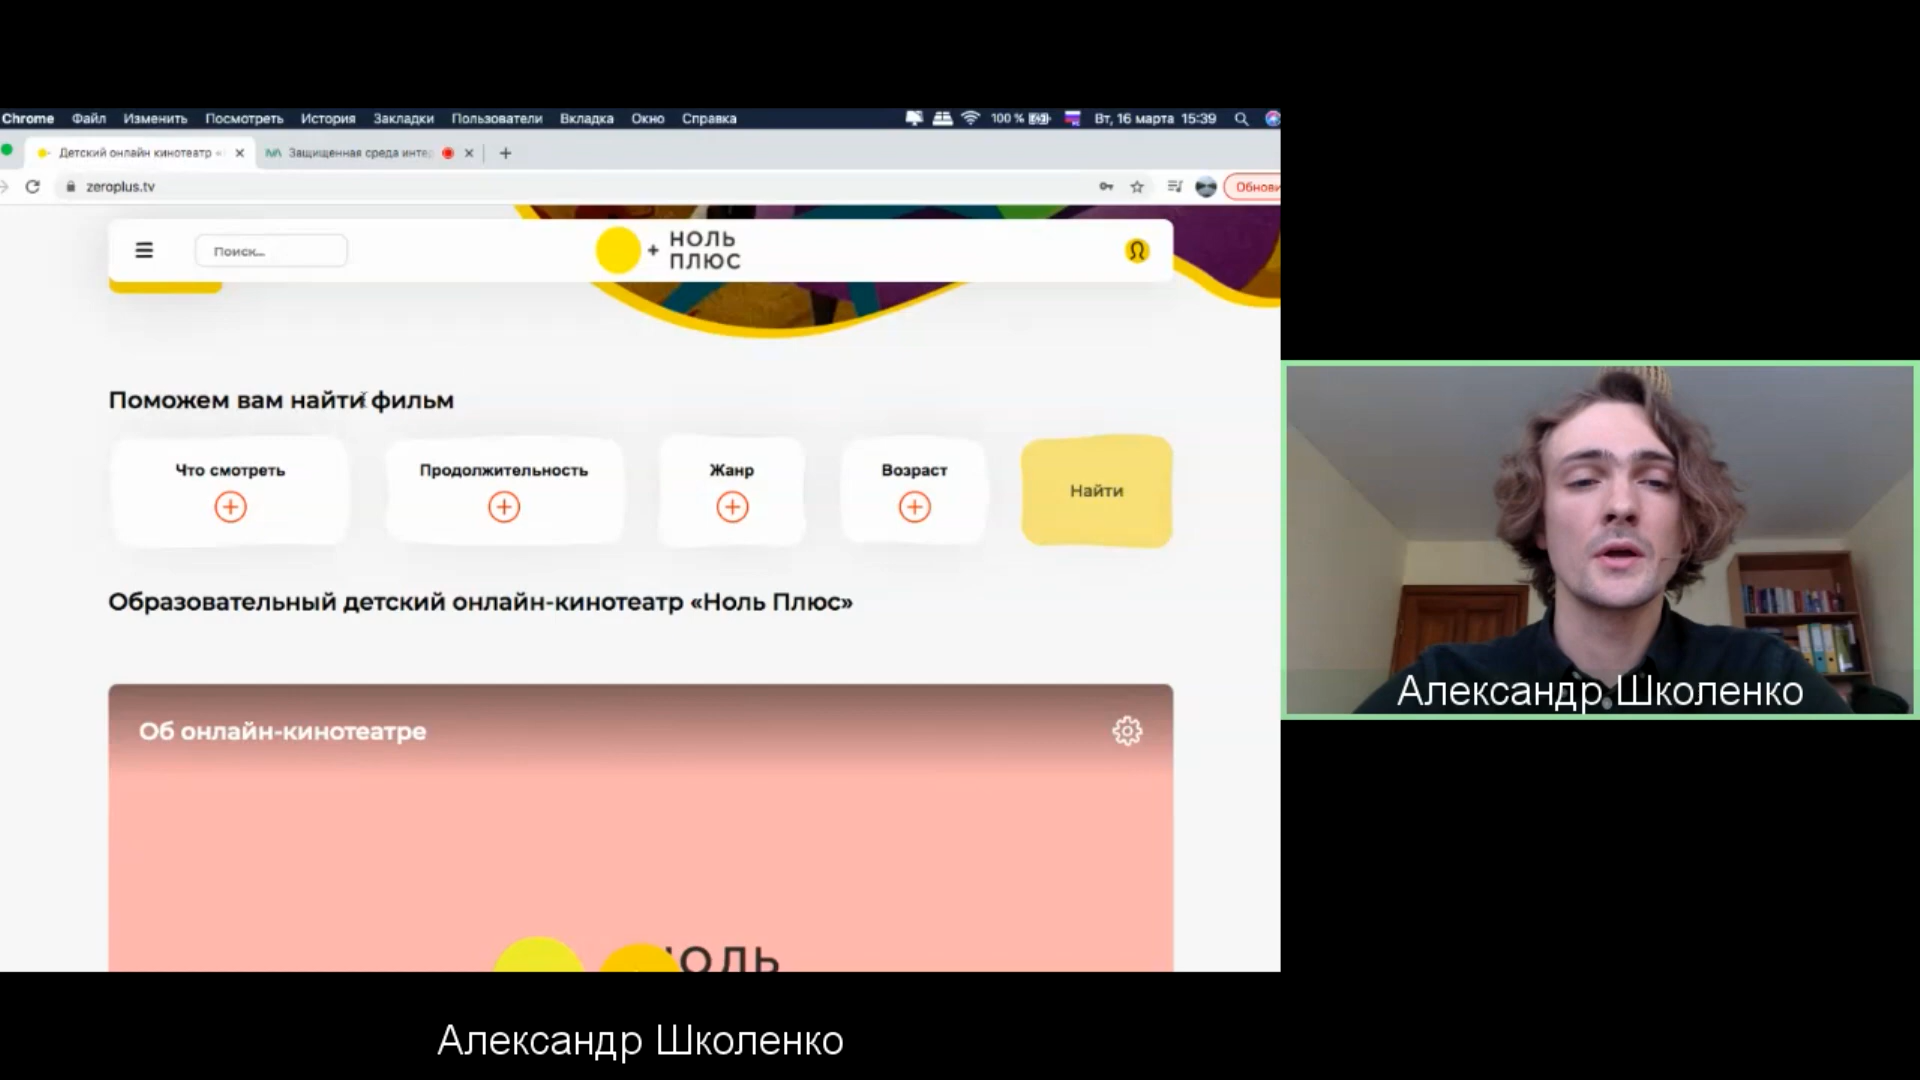 Chrome Файл Изменить Посмотреть История Закладки Пользователи Вкладка Окно Справка 100 % Вт, 16 марта 15:39
Детский онлайн кинотеатр Защищенная среда
zeroplus.tv
Поиск...
+ НОЛЬ
ПЛЮС
Поможем вам найти фильм
Что смотреть Продолжительность Жанр Возраст Найти
Образовательный детский онлайн-кинотеатр «Ноль Плюс»
Об онлайн-кинотеатре
Александр Школенко
Александр Школенко